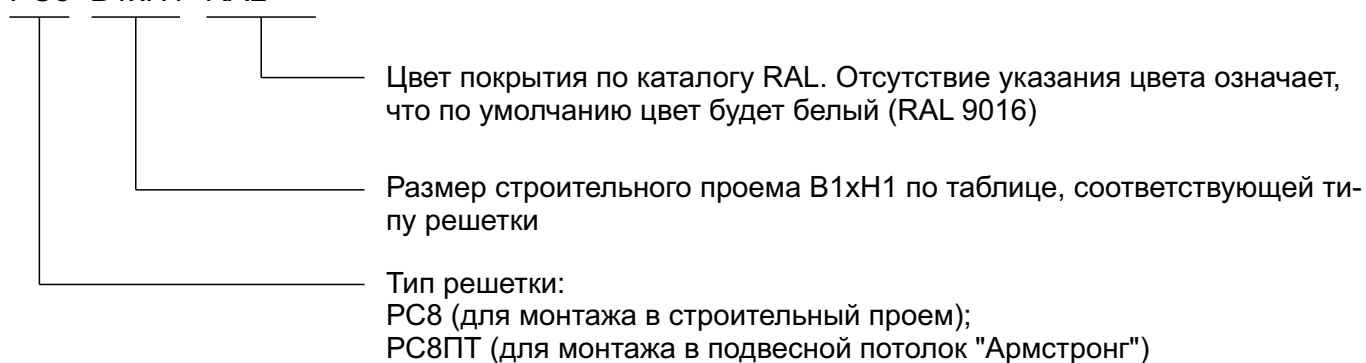 Цвет покрытия по каталогу RAL. Отсутствие указания цвета означает,
что по умолчанию цвет будет белый (RAL 9016)
Размер строительного проема В1хН1 по таблице, соответствующей ти-
пу решетки
Тип решетки:
РС8 (для монтажа в строительный проем);
РС8ПТ (для монтажа в подвесной потолок "Армстронг")